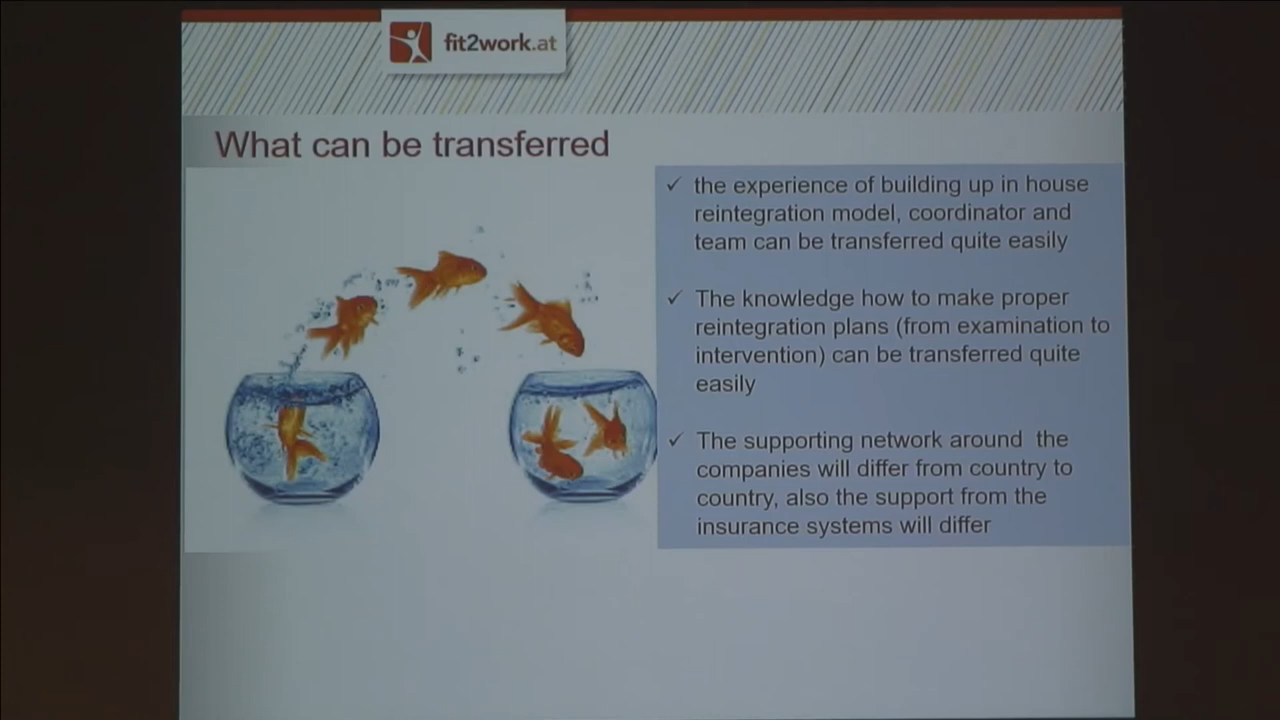 fit2work.at
What can be transferred
✓ the experience of building up in house
reintegration model, coordinator and
team can be transferred quite easily
✓ The knowledge how to make proper
reintegration plans (from examination to
intervention) can be transferred quite
easily
✓ The supporting network around the
companies will differ from country to
country, also the support from the
insurance systems will differ